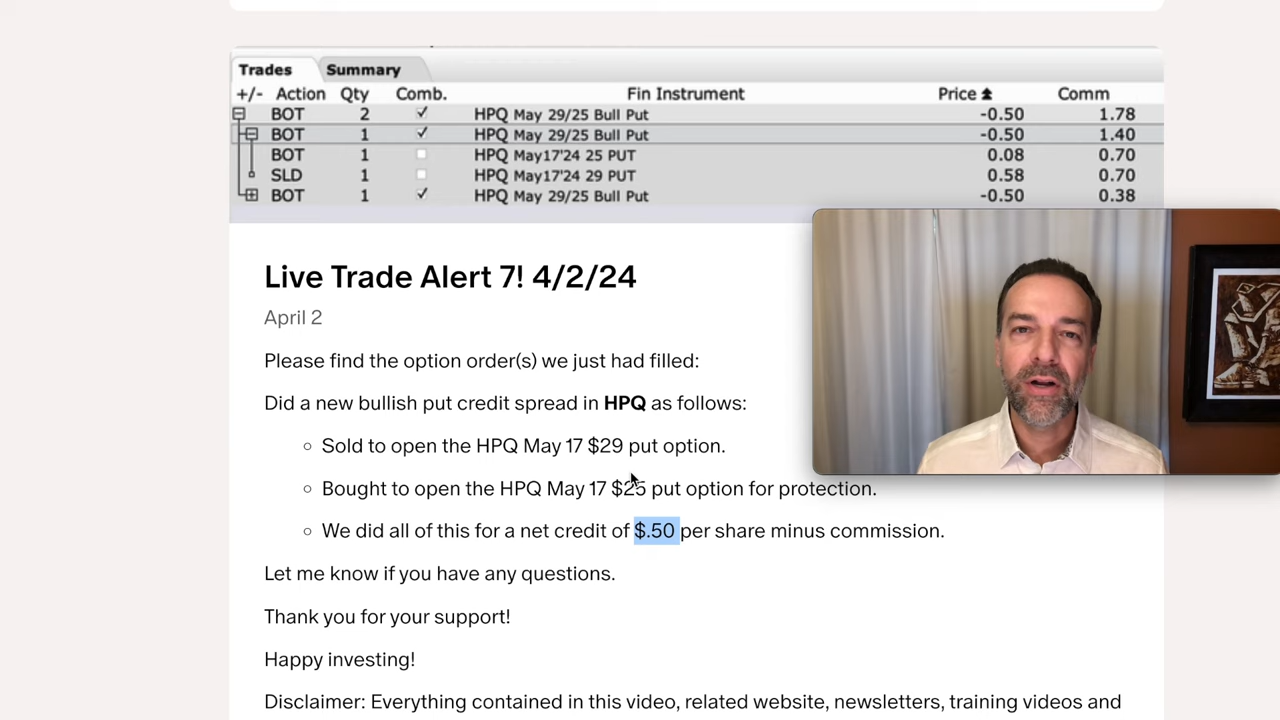 Trades Summary
+/- Action Qty Comb. Fin Instrument Price Comm
BOT 2 ✓ HPQ May 29/25 Bull Put -0.50 1.78
BOT 1 ✓ HPQ May 29/25 Bull Put -0.50 1.40
BOT 1 HPQ May17'24 25 PUT 0.08 0.70
SLD 1 HPQ May17'24 29 PUT 0.58 0.70
BOT 1 ✓ HPQ May 29/25 Bull Put -0.50 0.38
Live Trade Alert 7! 4/2/24
April 2
Please find the option order(s) we just had filled:
Did a new bullish put credit spread in HPQ as follows:
Sold to open the HPQ May 17 $29 put option.
Bought to open the HPQ May 17 $25 put option for protection.
We did all of this for a net credit of $.50 per share minus commission.
Let me know if you have any questions.
Thank you for your support!
Happy investing!
Disclaimer: Everything contained in this video, related website, newsletters, training videos and